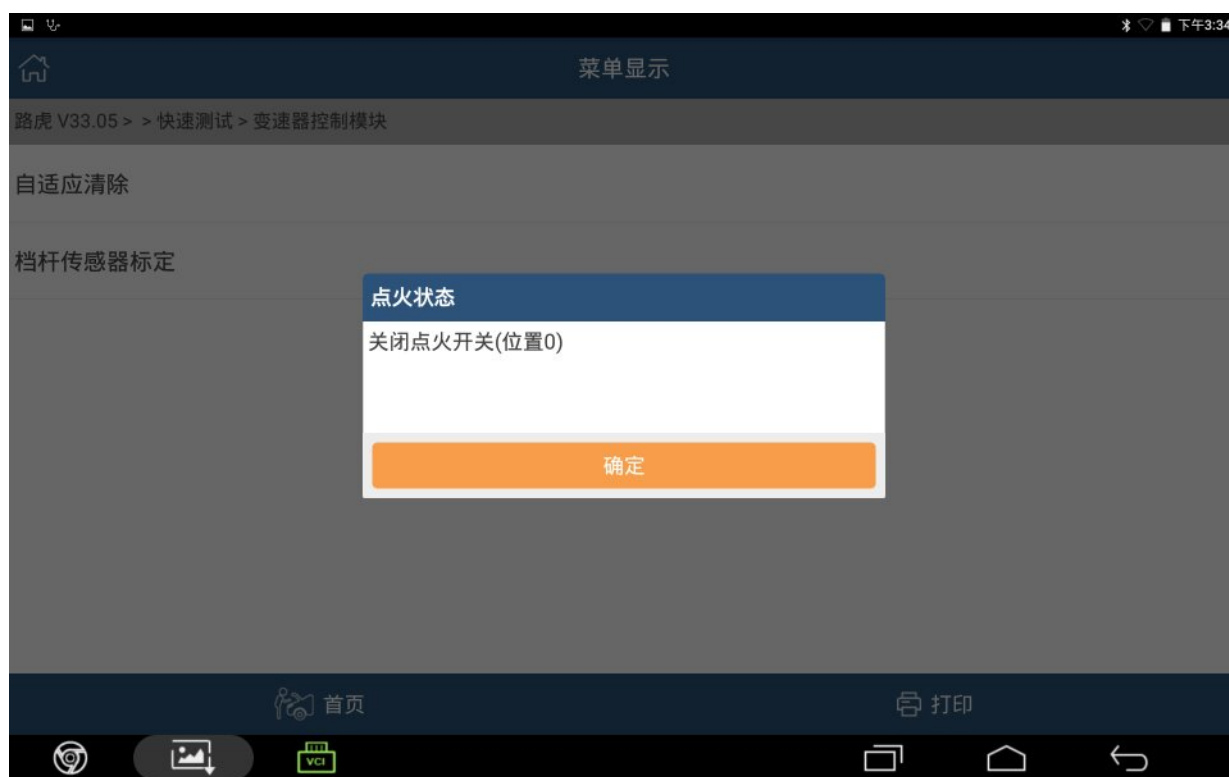 下午3:34
菜单显示
路虎 V33.05 > > 快速测试 > 变速器控制模块
自适应清除
档杆传感器标定
点火状态
关闭点火开关(位置0)
确定
首页
打印
VCI